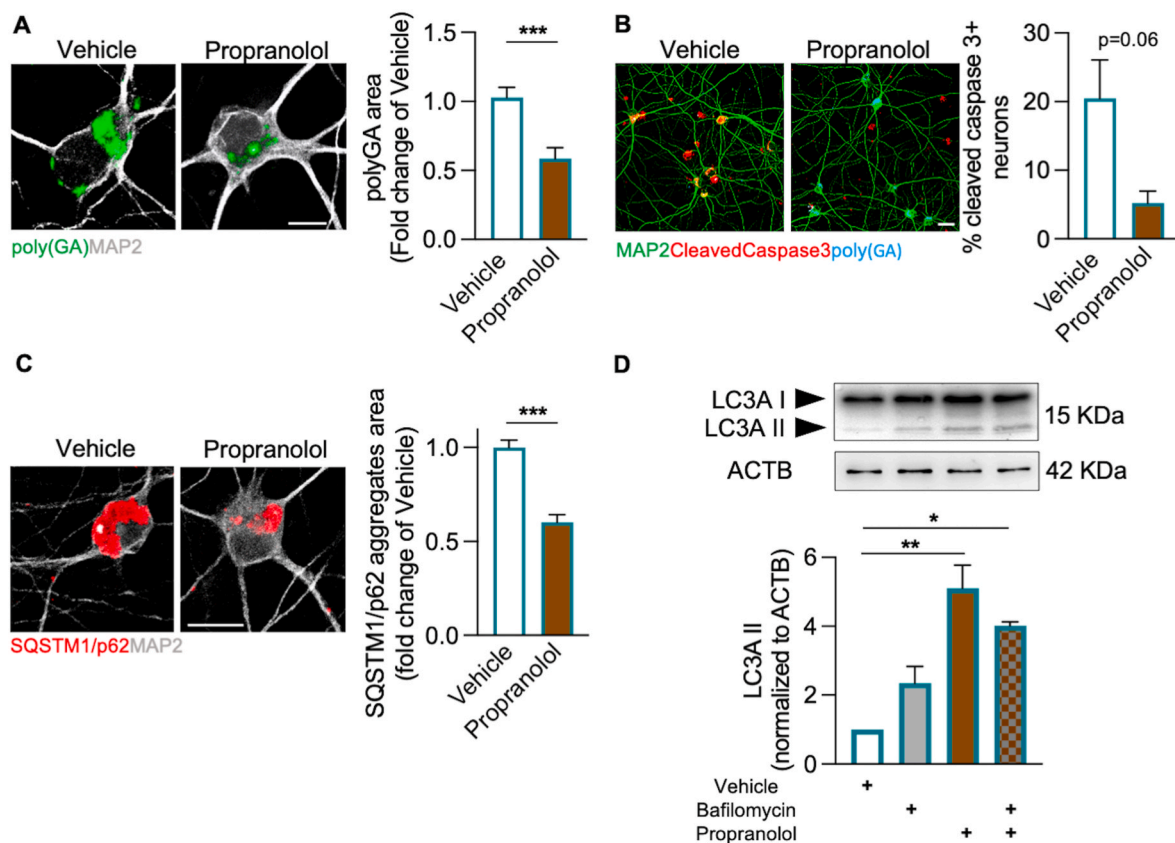 A
Vehicle
Propranolol
poly(GA)MAP2
polyGA area
(Fold change of Vehicle)
1.5
1.0
0.5
0.0
***
Vehicle
Propranolol
B
Vehicle
Propranolol
MAP2CleavedCaspase3poly(GA)
% cleaved caspase 3+
neurons
30
20
10
0
p=0.06
Vehicle
Propranolol
C
Vehicle
Propranolol
SQSTM1/p62MAP2
SQSTM1/p62 aggregates area
(fold change of Vehicle)
1.0
0.5
0.0
***
Vehicle
Propranolol
D
LC3A I
LC3A II
15 KDa
ACTB
42 KDa
LC3A II
(normalized to ACTB)
6
4
2
0
*
**
Vehicle +
Bafilomycin + +
Propranolol + +